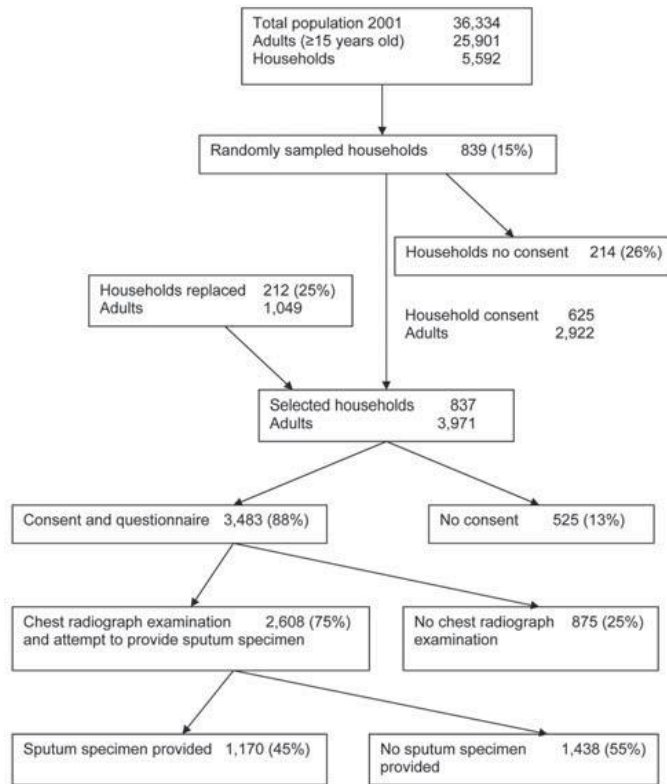 Total population 2001 36,334
Adults (≥15 years old) 25,901
Households 5,592
Randomly sampled households 839 (15%)
Households no consent 214 (26%)
Households replaced 212 (25%)
Adults 1,049
Household consent 625
Adults 2,922
Selected households 837
Adults 3,971
Consent and questionnaire 3,483 (88%)
No consent 525 (13%)
Chest radiograph examination 2,608 (75%)
and attempt to provide sputum specimen
No chest radiograph 875 (25%)
examination
Sputum specimen provided 1,170 (45%)
No sputum specimen 1,438 (55%)
provided